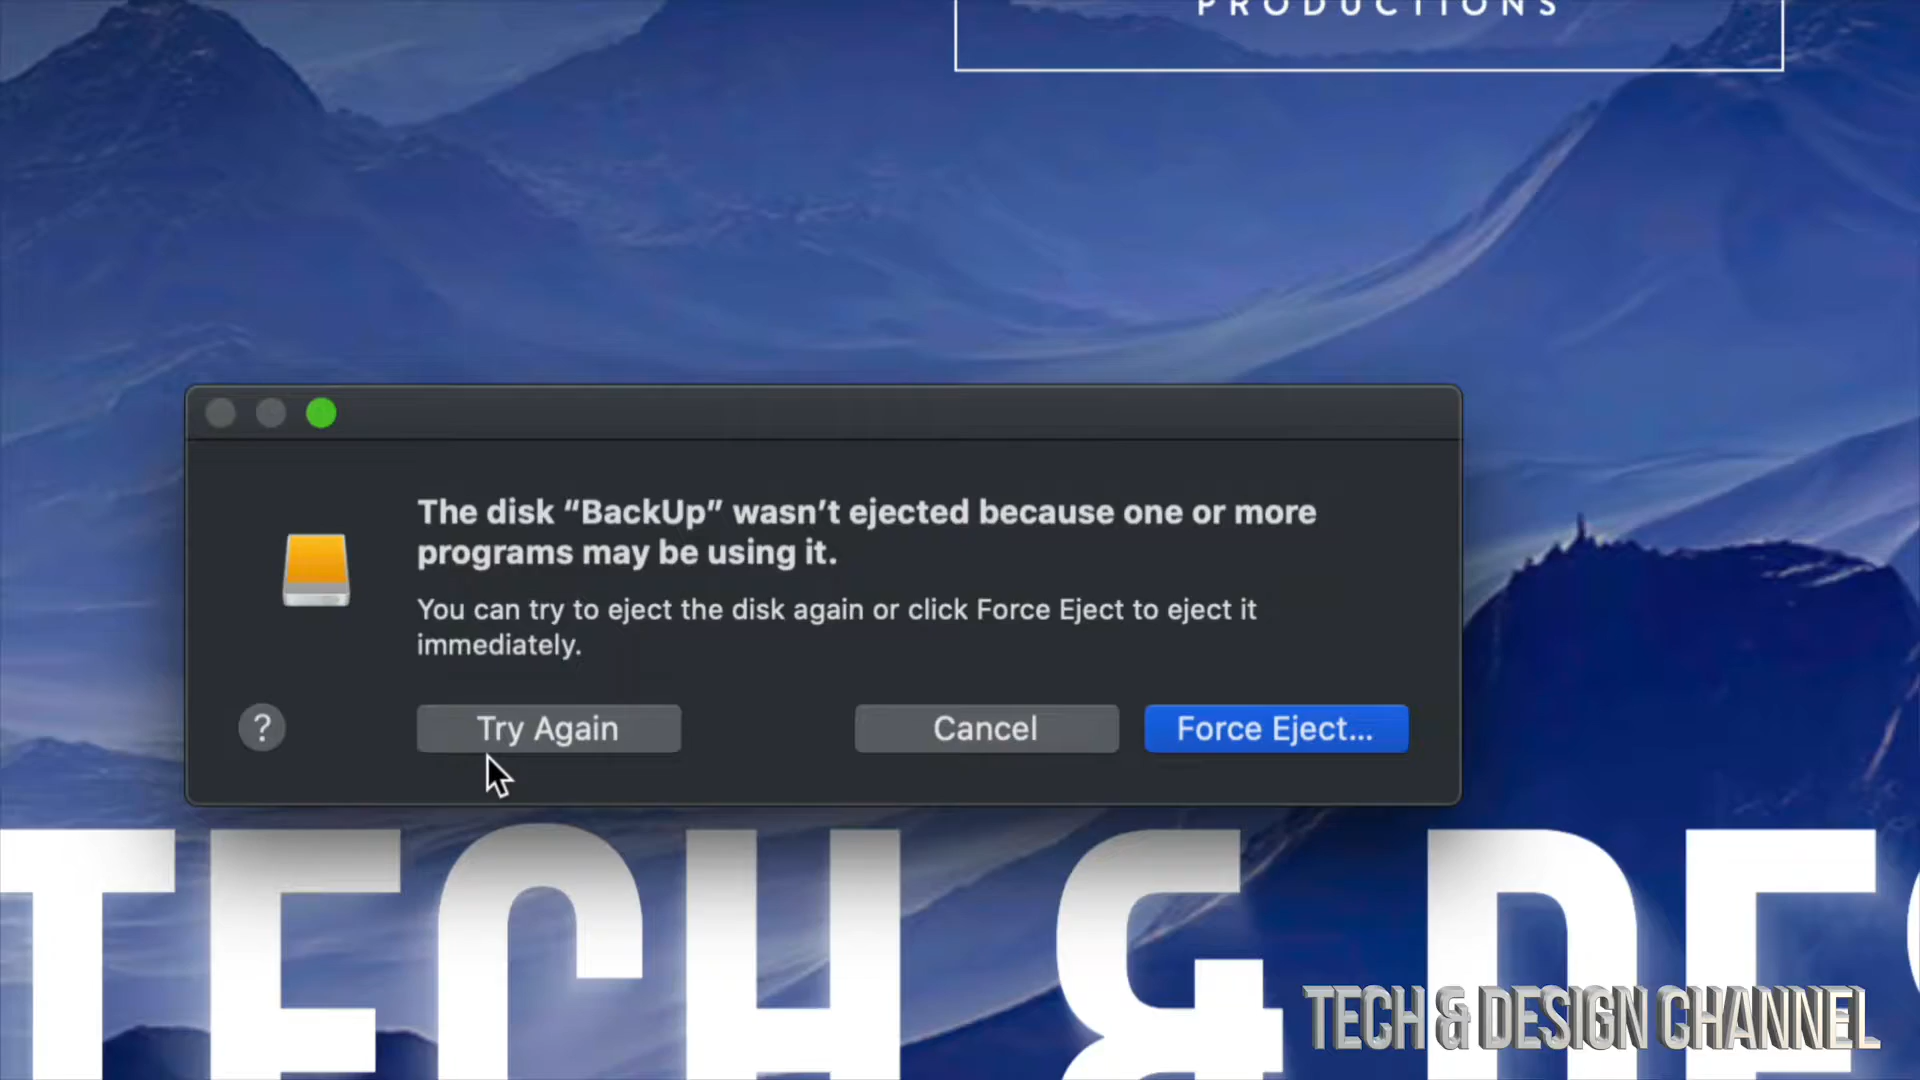 PRODUCTIONS
The disk “BackUp” wasn’t ejected because one or more
programs may be using it.
You can try to eject the disk again or click Force Eject to eject it
immediately.
?
Try Again
Cancel
Force Eject...
TECH & DES
TECH & DESIGN CHANNEL